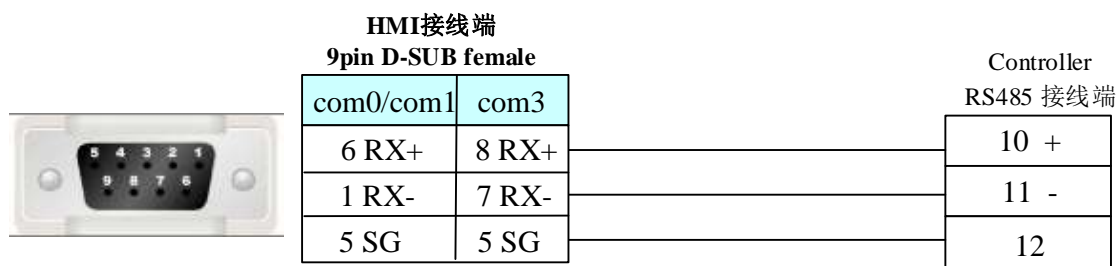 HMI接线端
9pin D-SUB female
Controller
RS485 接线端
com0/com1 com3
6 RX+ 8 RX+ 10 +
1 RX- 7 RX- 11 -
5 SG 5 SG 12
5 4 3 2 1
9 8 7 6